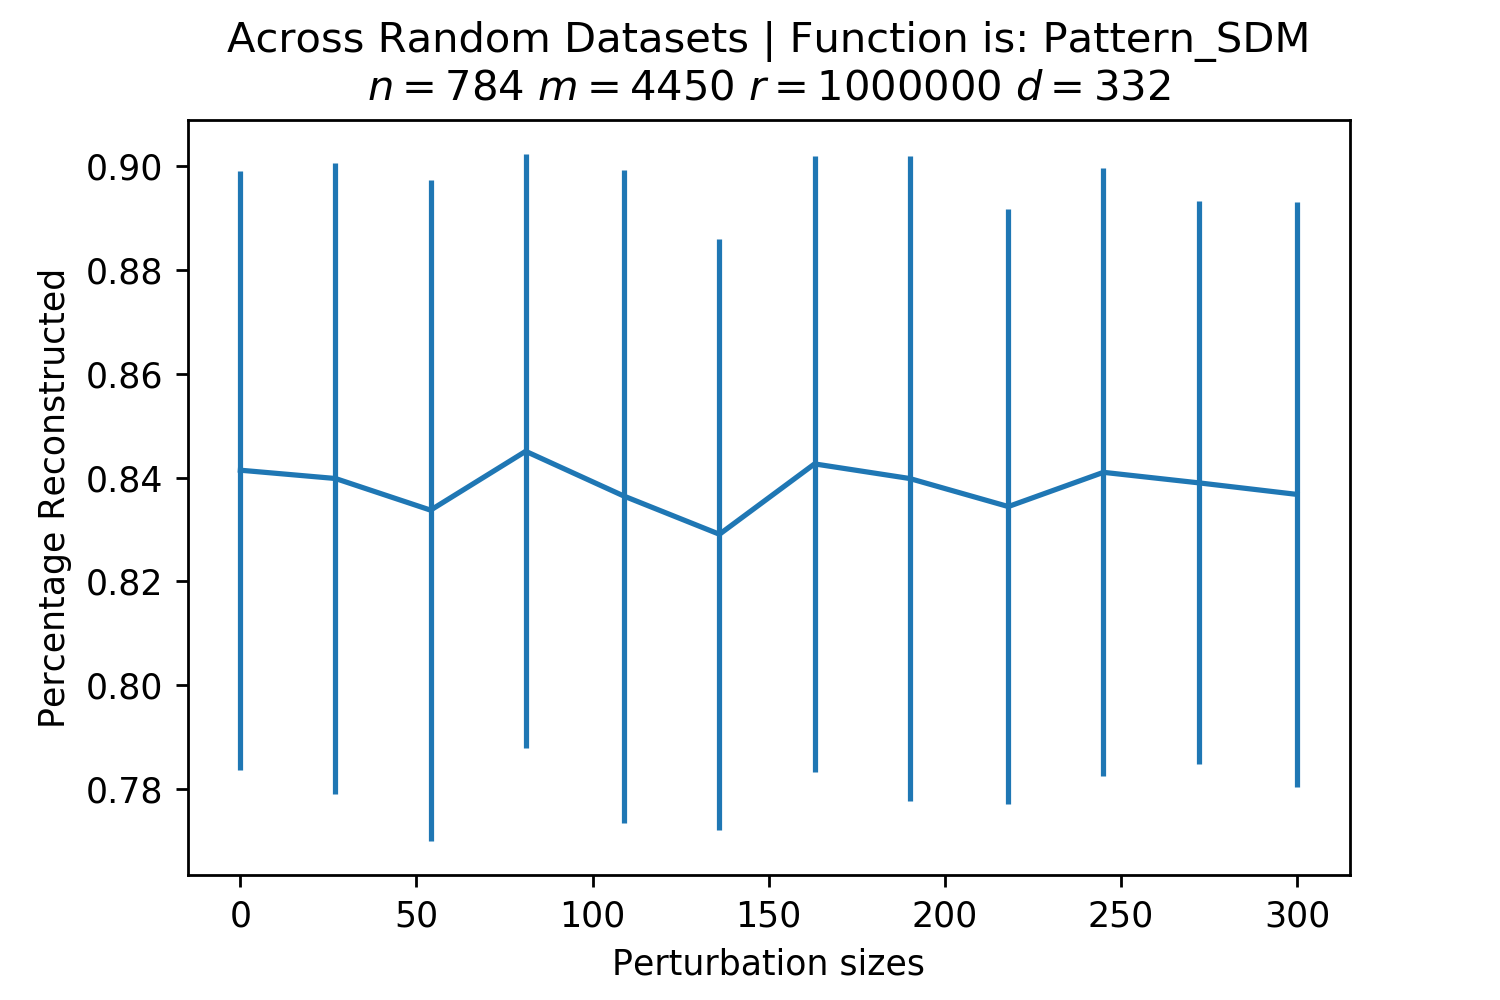 Across Random Datasets | Function is: Pattern_SDM
n = 784 m = 4450 r = 1000000 d = 332
Percentage Reconstructed
0.90
0.88
0.86
0.84
0.82
0.80
0.78
0 50 100 150 200 250 300
Perturbation sizes